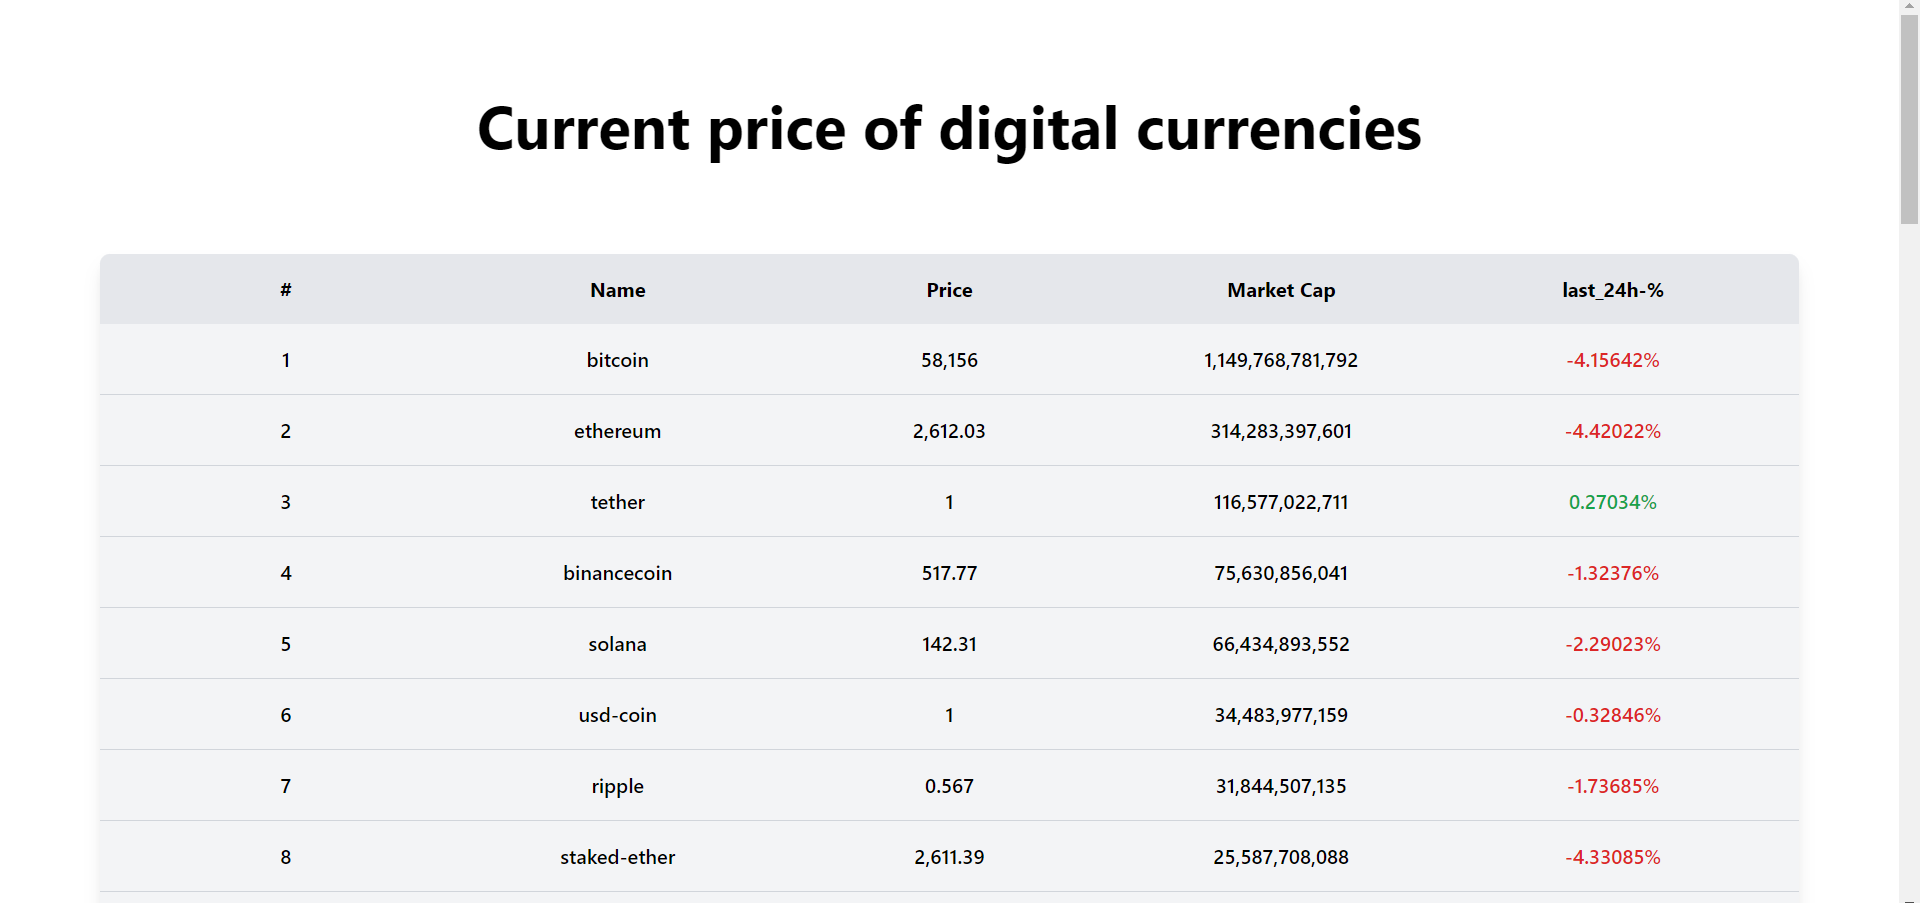 Current price of digital currencies
# Name Price Market Cap last_24h-%
1 bitcoin 58,156 1,149,768,781,792 -4.15642%
2 ethereum 2,612.03 314,283,397,601 -4.42022%
3 tether 1 116,577,022,711 0.27034%
4 binancecoin 517.77 75,630,856,041 -1.32376%
5 solana 142.31 66,434,893,552 -2.29023%
6 usd-coin 1 34,483,977,159 -0.32846%
7 ripple 0.567 31,844,507,135 -1.73685%
8 staked-ether 2,611.39 25,587,708,088 -4.33085%